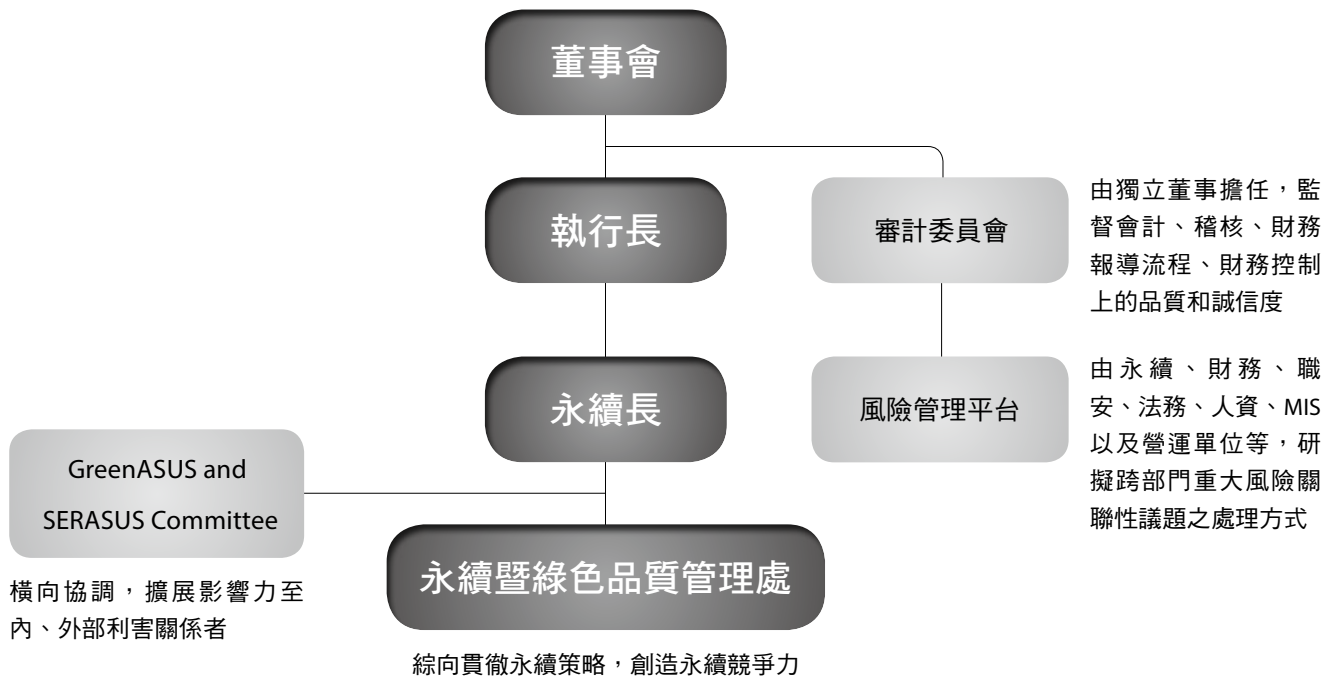 董事會
執行長
審計委員會
由獨立董事擔任，監
督會計、稽核、財務
報導流程、財務控制
上的品質和誠信度
永續長
風險管理平台
由永續、財務、職
安、法務、人資、MIS
以及營運單位等，研
擬跨部門重大風險關
聯性議題之處理方式
GreenASUS and
SERASUS Committee
橫向協調，擴展影響力至
內、外部利害關係者
永續暨綠色品質管理處
綜向貫徹永續策略，創造永續競爭力